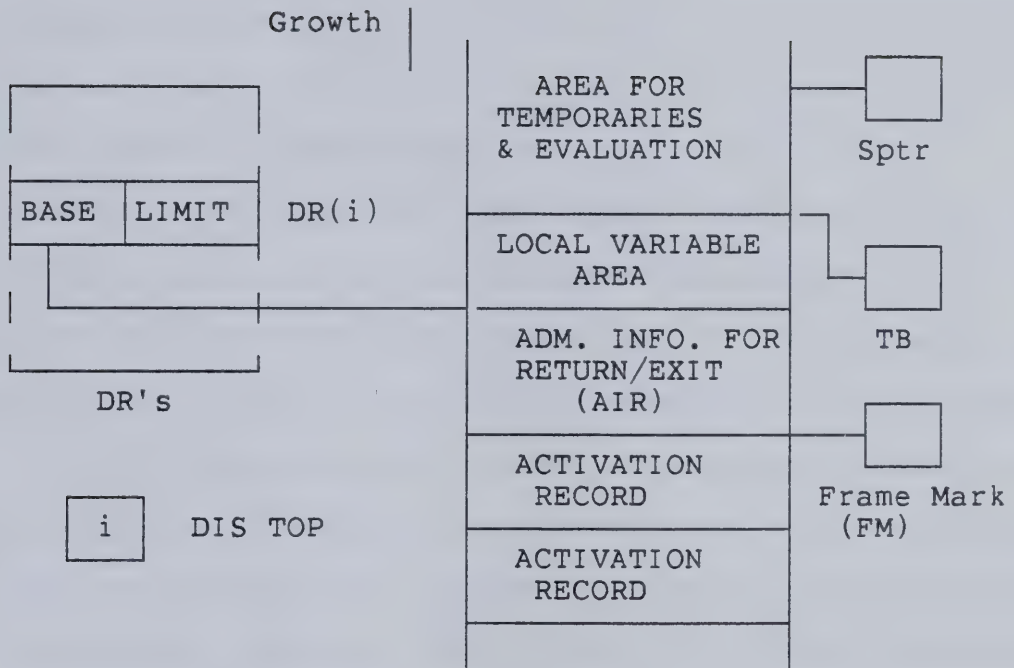 Growth
AREA FOR
TEMPORARIES
& EVALUATION
Sptr
BASE LIMIT DR(i)
LOCAL VARIABLE
AREA
TB
ADM. INFO. FOR
RETURN/EXIT
(AIR)
DR's
ACTIVATION
RECORD
Frame Mark
(FM)
i DIS TOP
ACTIVATION
RECORD